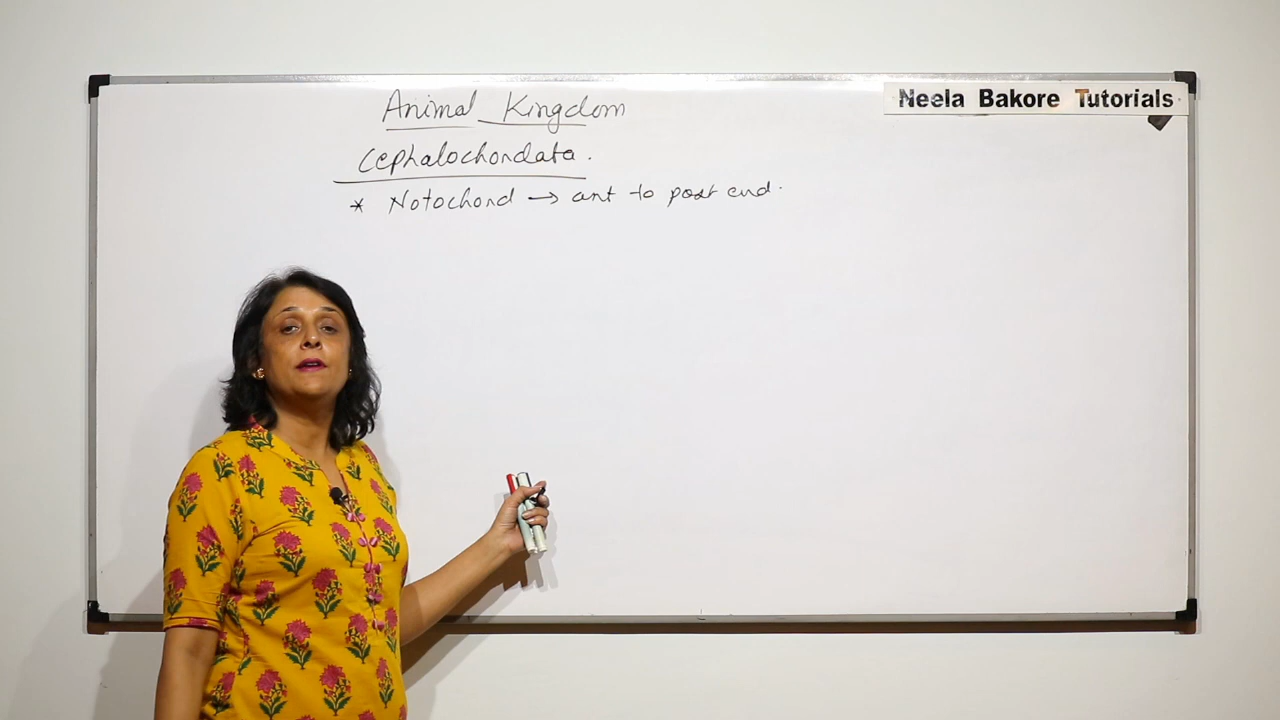 Neela Bakore Tutorials
Animal Kingdom
Cephalochordata.
* Notochord → ant to post end.